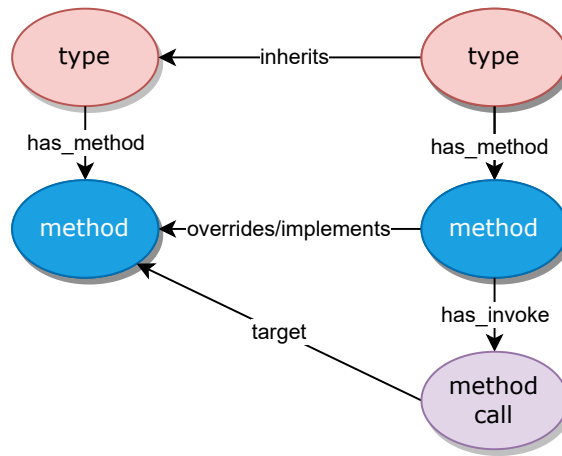 type
inherits
type
has_method
has_method
method
overrides/implements
method
has_invoke
target
method
call